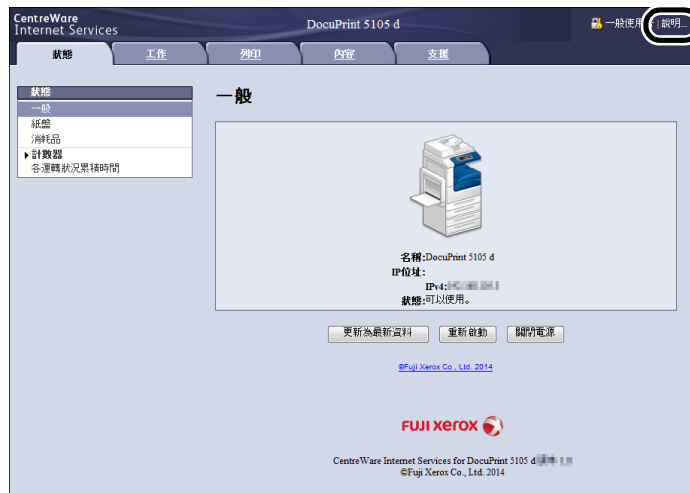 CentreWare
Internet Services
DocuPrint 5105 d
一般使用 | 說明...
狀態 工作 列印 內容 支援
狀態
一般
紙盤
消耗品
計數器
各運轉狀況累積時間
一般
名稱:DocuPrint 5105 d
IP位址:
IPv4:
狀態:可以使用。
更新為最新資料 重新啟動 關閉電源
©Fuji Xerox Co., Ltd. 2014
FUJI xerox
CentreWare Internet Services for DocuPrint 5105 d
©Fuji Xerox Co., Ltd. 2014